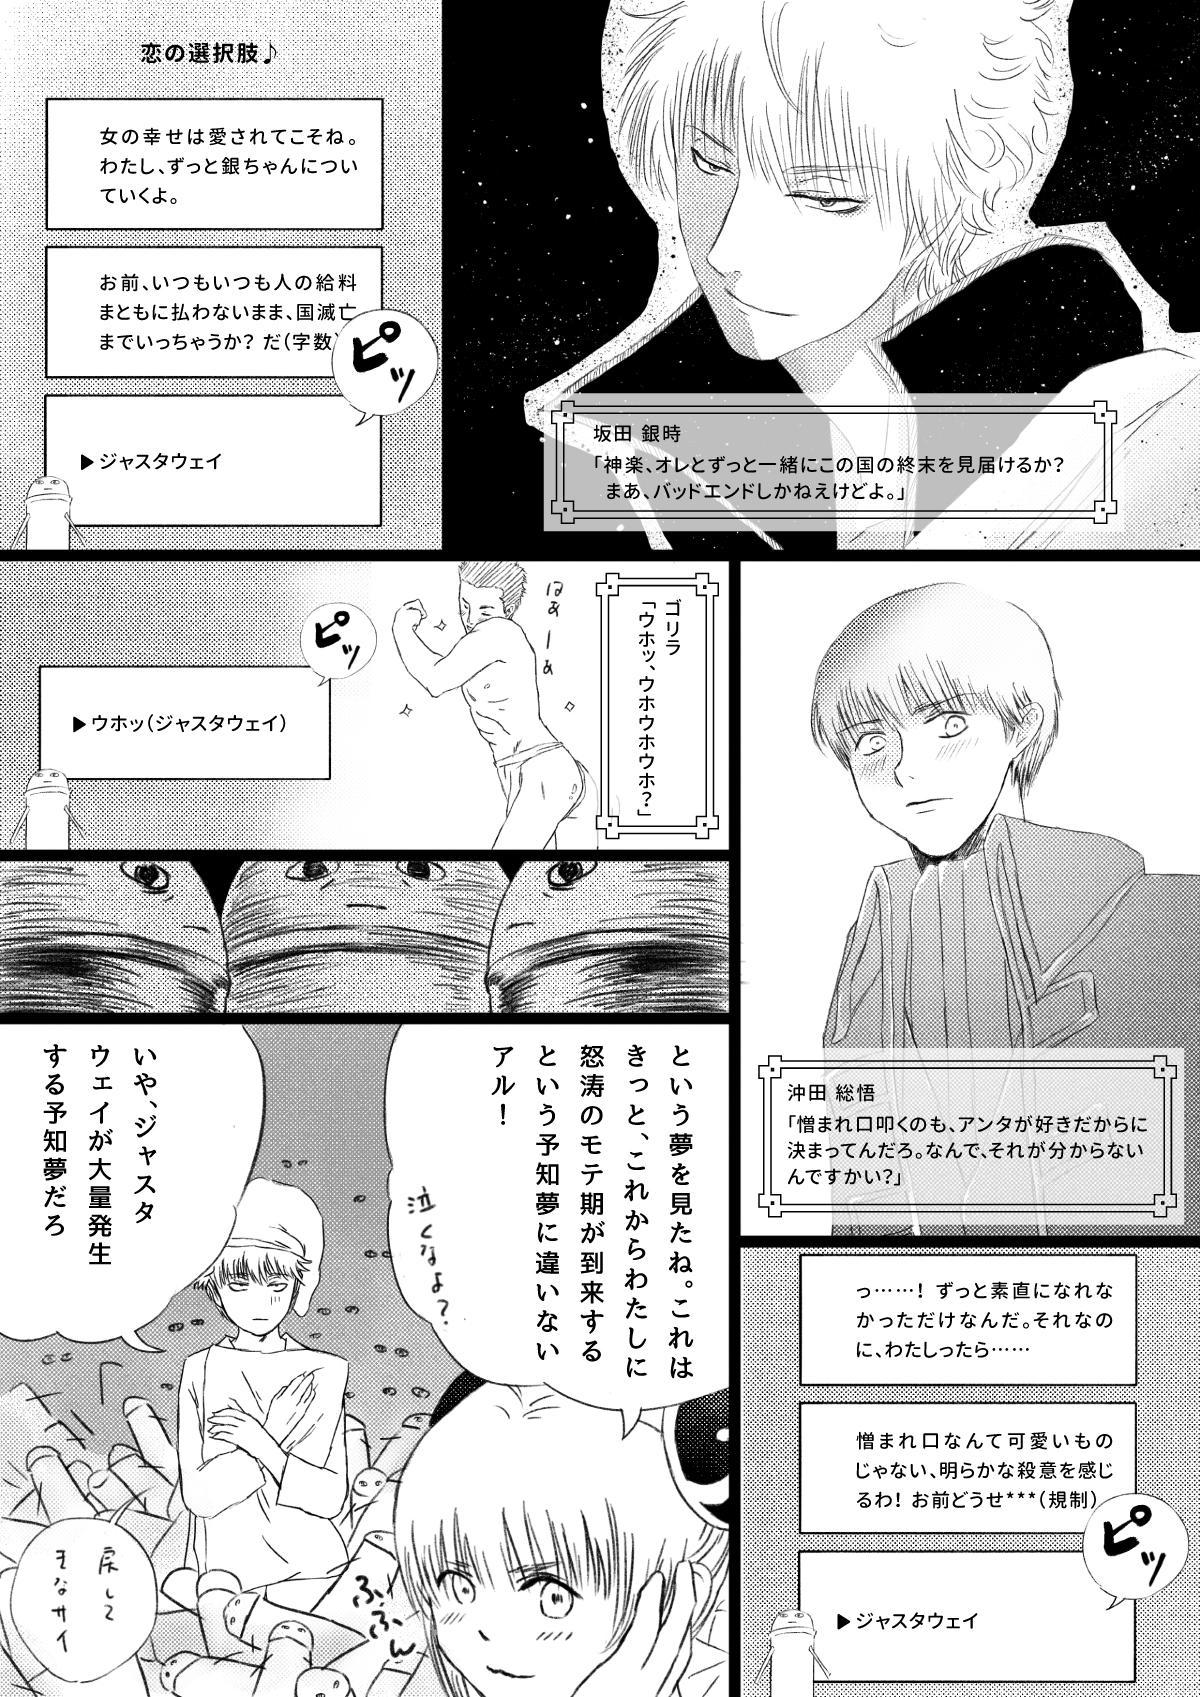 恋の選択肢♪
女の幸せは愛されてこそね。
わたし、ずっと銀ちゃんについ
ていくよ。
お前、いつもいつも人の給料
まともに払わないまま、国滅亡
までいっちゃうか? だ(字数)
ピッ
▶ジャスタウェイ
坂田 銀時
「神楽、オレとずっと一緒にこの国の終末を見届けるか?
まあ、バッドエンドしかねえけどよ。」
ゴリラ
「ウホッ、ウホウホウホ?」
はあーぁ
ピッ
▶ウホッ(ジャスタウェイ)
沖田 総悟
「憎まれ口叩くのも、アンタが好きだからに
決まってんだろ。なんで、それが分からない
んですかい?」
っ……! ずっと素直になれな
かっただけなんだ。それなの
に、わたしったら……
憎まれ口なんて可愛いもの
じゃない、明らかな殺意を感じ
るわ! お前どうせ***(規制)
ピッ
▶ジャスタウェイ
という夢を見たね。これは
きっと、これからわたしに
怒涛のモテ期が到来する
という予知夢に違いない
アル!
泣くなよ?
いや、ジャスタ
ウェイが大量発生
する予知夢だろ
ふふふん
戻して
きなサイ